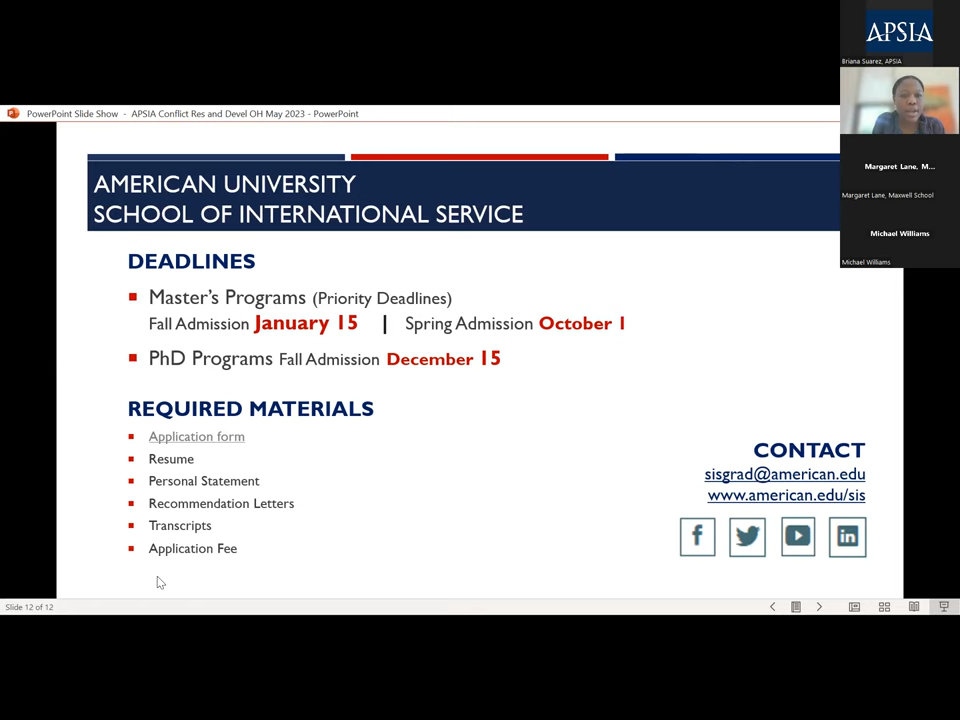 APSIA
Briana Suarez, APSIA
PowerPoint Slide Show - APSIA Conflict Res and Devel OH May 2023 - PowerPoint
Margaret Lane, M...
Margaret Lane, Maxwell School
Michael Williams
Michael Williams
AMERICAN UNIVERSITY
SCHOOL OF INTERNATIONAL SERVICE
DEADLINES
Master's Programs (Priority Deadlines)
Fall Admission January 15 | Spring Admission October 1
PhD Programs Fall Admission December 15
REQUIRED MATERIALS
Application form
Resume
Personal Statement
Recommendation Letters
Transcripts
Application Fee
CONTACT
sisgrad@american.edu
www.american.edu/sis
Slide 12 of 12